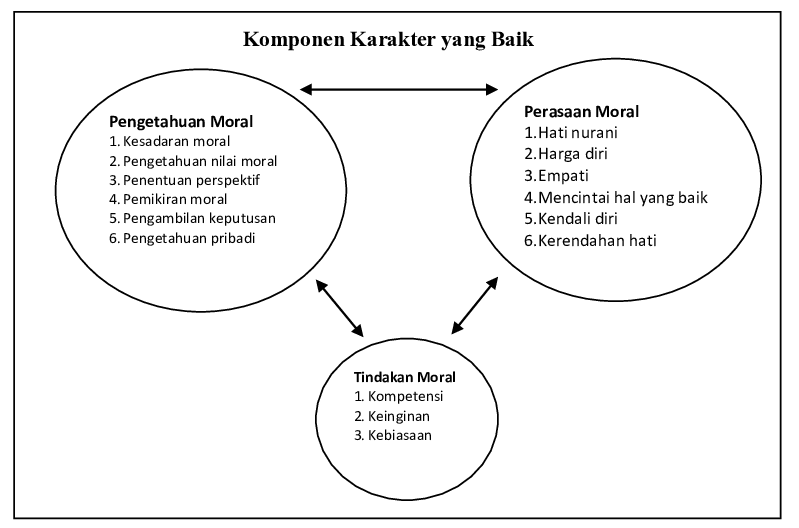 Komponen Karakter yang Baik
Pengetahuan Moral
1. Kesadaran moral
2. Pengetahuan nilai moral
3. Penentuan perspektif
4. Pemikiran moral
5. Pengambilan keputusan
6. Pengetahuan pribadi
Perasaan Moral
1.Hati nurani
2.Harga diri
3.Empati
4.Mencintai hal yang baik
5.Kendali diri
6.Kerendahan hati
Tindakan Moral
1. Kompetensi
2. Keinginan
3. Kebiasaan